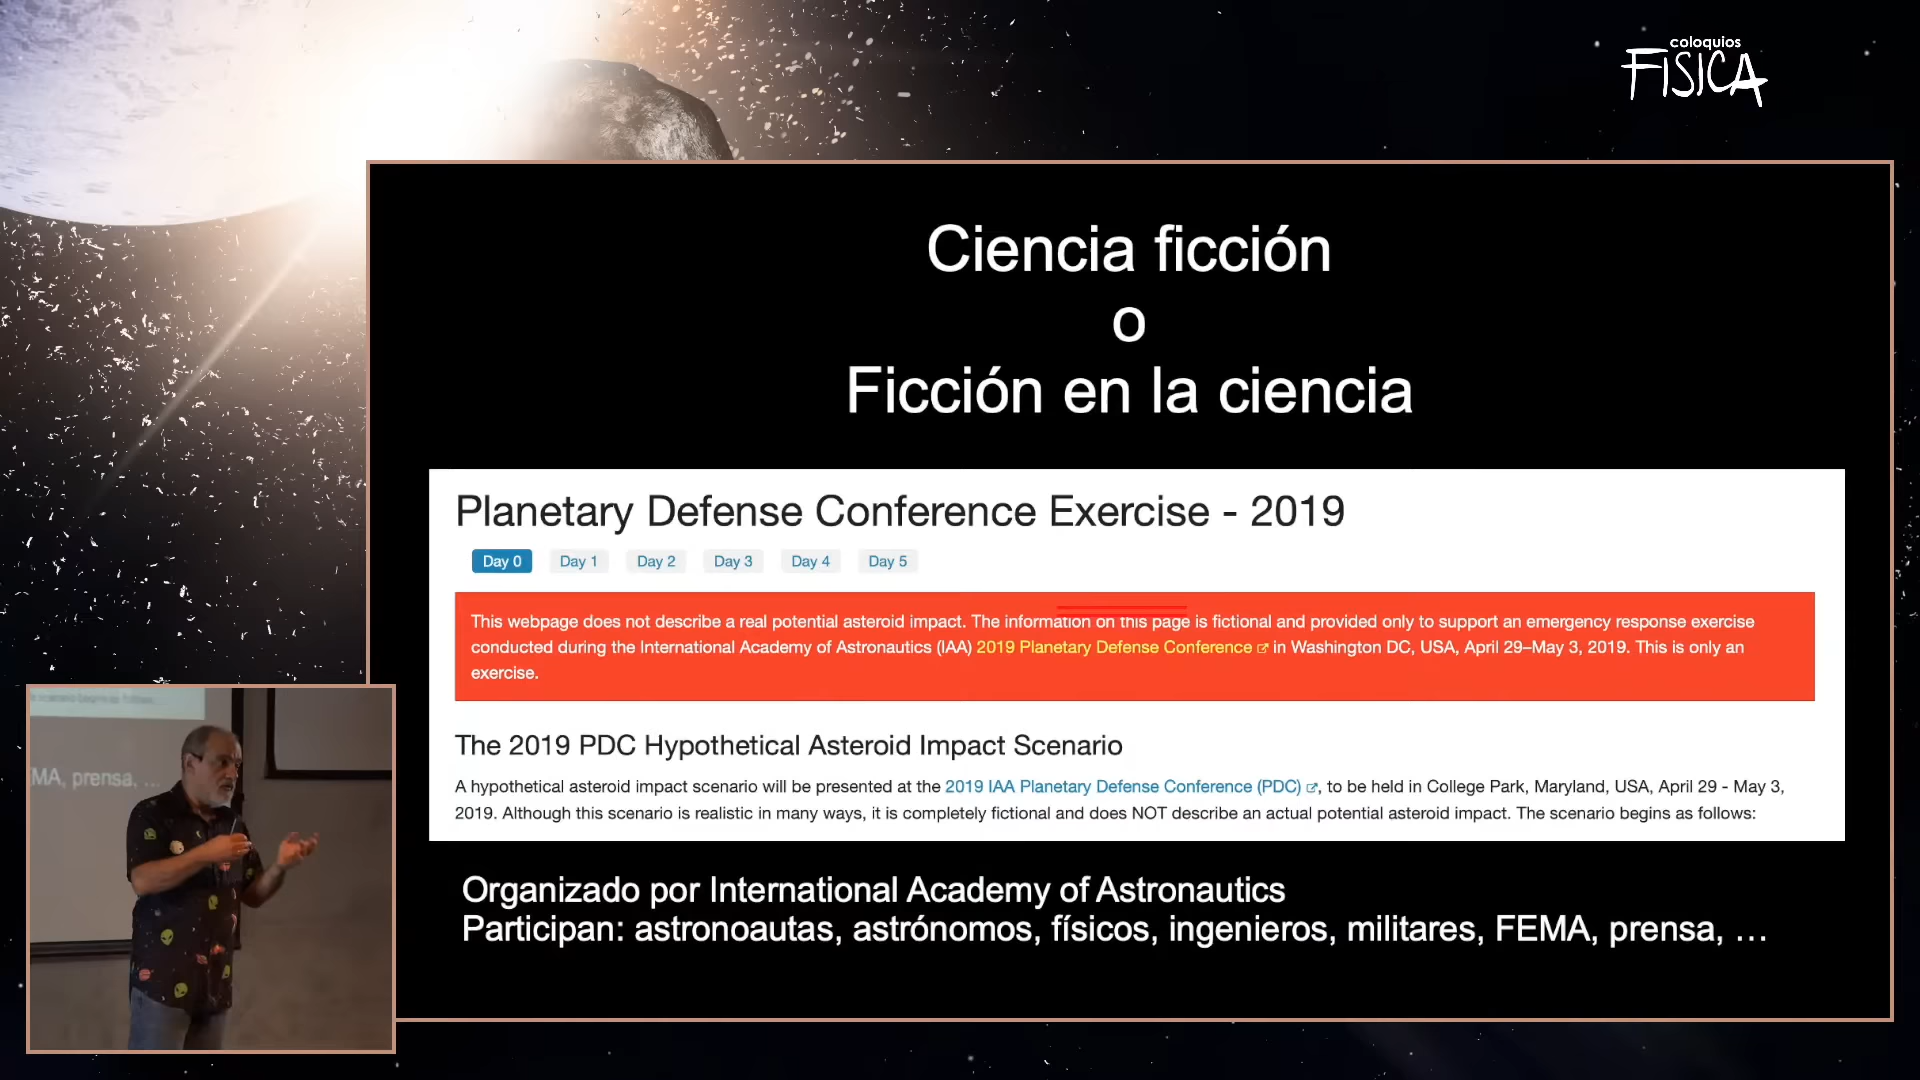 coloquios
FISICA
Ciencia ficción
o
Ficción en la ciencia
Planetary Defense Conference Exercise - 2019
Day 0 Day 1 Day 2 Day 3 Day 4 Day 5
This webpage does not describe a real potential asteroid impact. The information on this page is fictional and provided only to support an emergency response exercise
conducted during the International Academy of Astronautics (IAA) 2019 Planetary Defense Conference in Washington DC, USA, April 29–May 3, 2019. This is only an
exercise.
The 2019 PDC Hypothetical Asteroid Impact Scenario
A hypothetical asteroid impact scenario will be presented at the 2019 IAA Planetary Defense Conference (PDC), to be held in College Park, Maryland, USA, April 29 - May 3,
2019. Although this scenario is realistic in many ways, it is completely fictional and does NOT describe an actual potential asteroid impact. The scenario begins as follows:
Organizado por International Academy of Astronautics
Participan: astronoautas, astrónomos, físicos, ingenieros, militares, FEMA, prensa, …
MA, prensa, ...